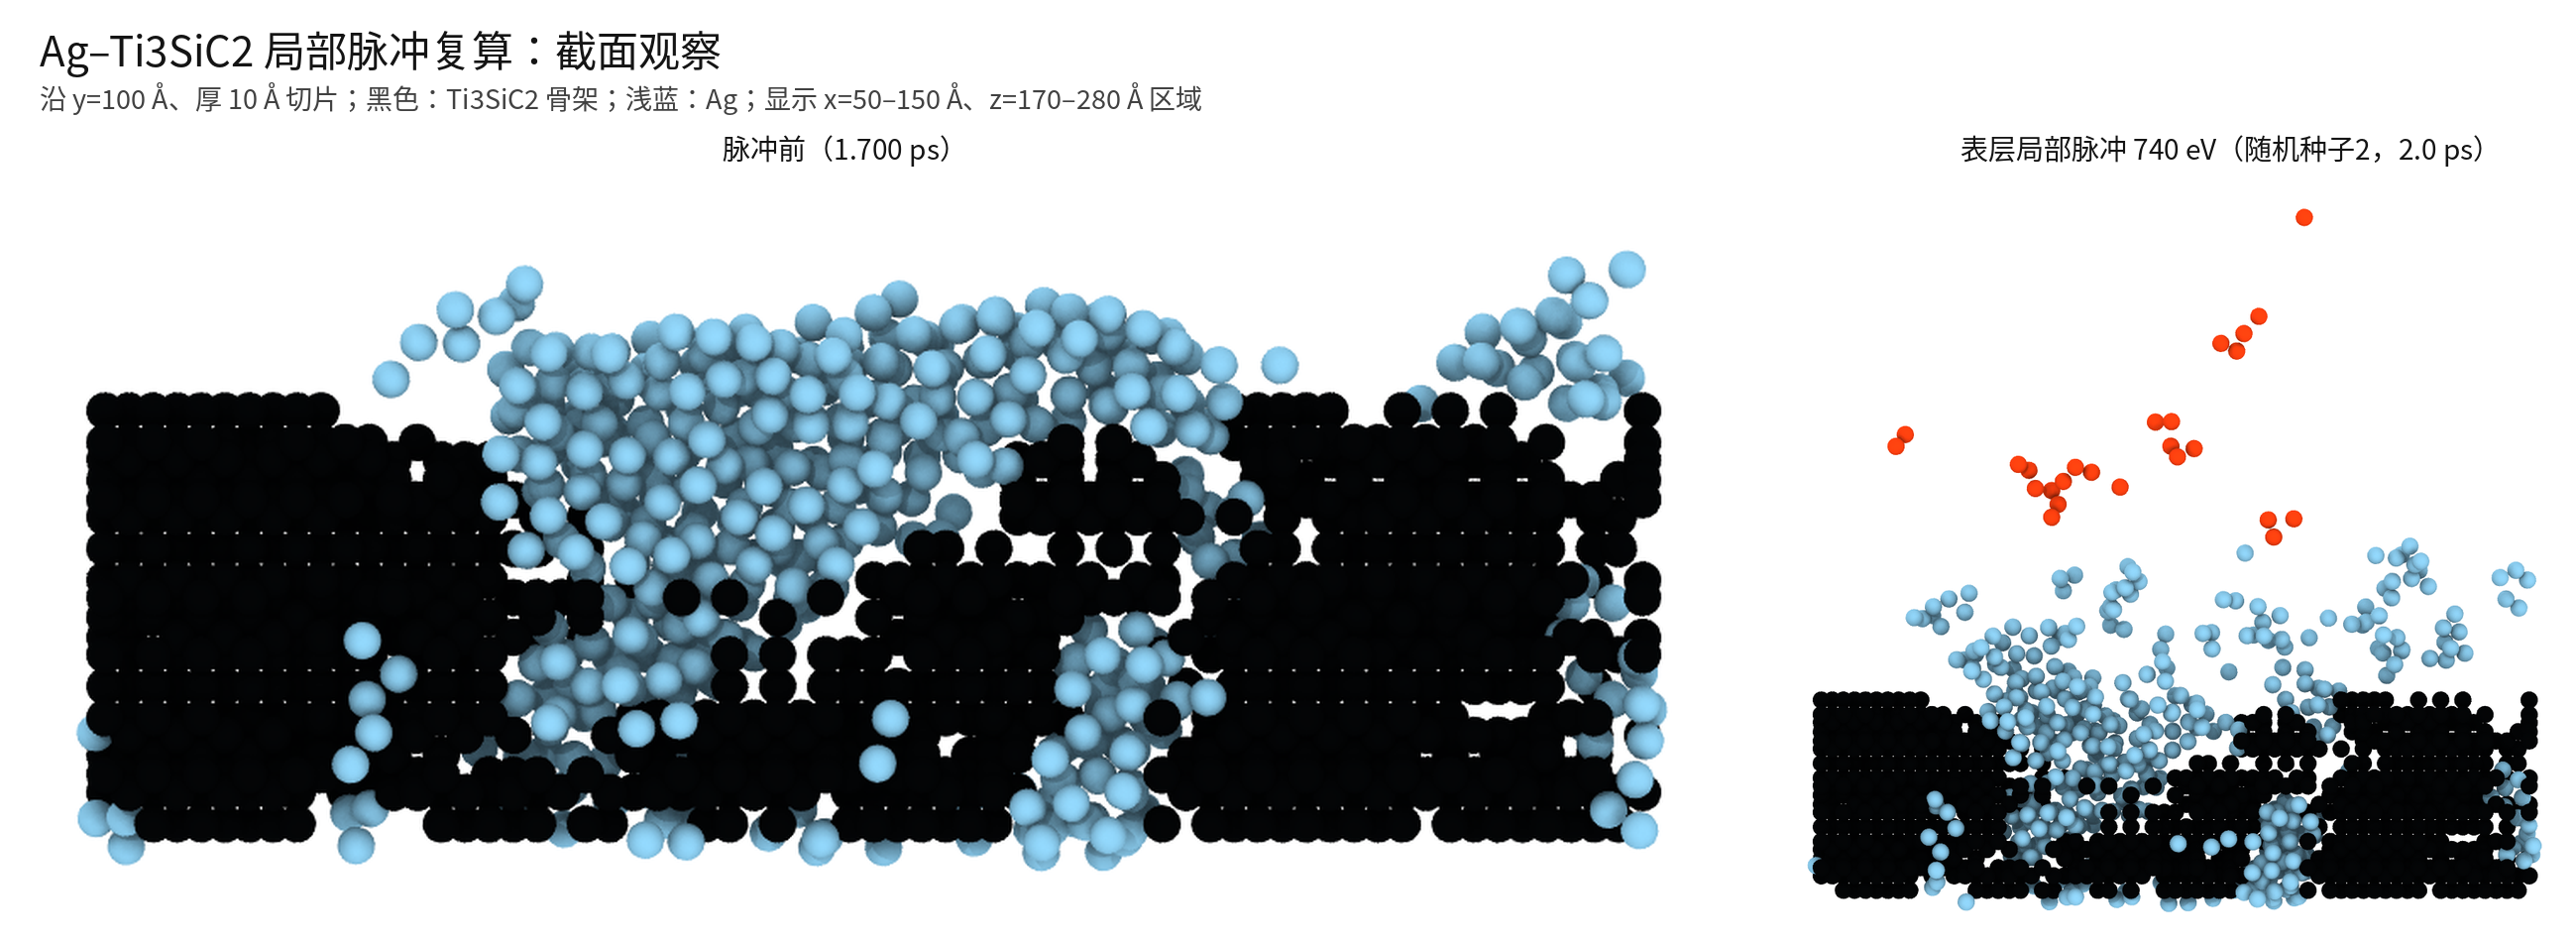 Ag–Ti3SiC2 局部脉冲复算：截面观察
沿 y=100 Å、厚 10 Å 切片；黑色：Ti3SiC2 骨架；浅蓝：Ag；显示 x=50–150 Å、z=170–280 Å 区域
脉冲前（1.700 ps）
表层局部脉冲 740 eV（随机种子2，2.0 ps）